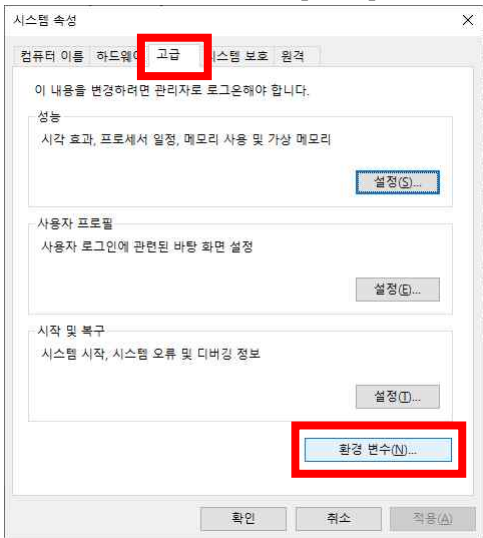 시스템 속성
컴퓨터 이름 하드웨어 고급 시스템 보호 원격
이 내용을 변경하려면 관리자로 로그온해야 합니다.
성능
시각 효과, 프로세서 일정, 메모리 사용 및 가상 메모리
설정(S)...
사용자 프로필
사용자 로그인에 관련된 바탕 화면 설정
설정(E)...
시작 및 복구
시스템 시작, 시스템 오류 및 디버깅 정보
설정(T)...
환경 변수(N)...
확인 취소 적용(A)